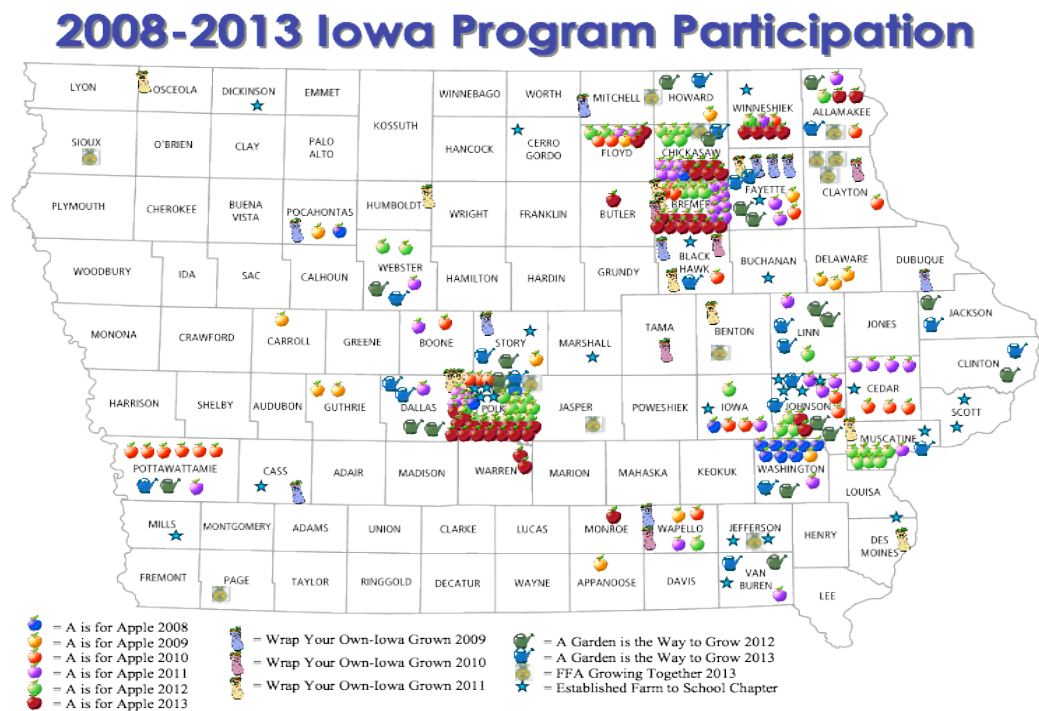 2008-2013 Iowa Program Participation
LYON
OSCEOLA
DICKINSON
EMMET
WINNEBAGO
WORTH
MITCHELL
HOWARD
WINNESHIEK
ALLAMAKEE
KOSSUTH
SIOUX
O'BRIEN
CLAY
PALO
ALTO
HANCOCK
CERRO
GORDO
FLOYD
CHICKASAW
FAYETTE
CLAYTON
PLYMOUTH
CHEROKEE
BUENA
VISTA
POCAHONTAS
HUMBOLDT
WRIGHT
FRANKLIN
BUTLER
BREMER
WOODBURY
IDA
SAC
CALHOUN
WEBSTER
HAMILTON
HARDIN
GRUNDY
BLACK
HAWK
BUCHANAN
DELAWARE
DUBUQUE
MONONA
CRAWFORD
CARROLL
GREENE
BOONE
STORY
MARSHALL
TAMA
BENTON
LINN
JONES
JACKSON
CLINTON
HARRISON
SHELBY
AUDUBON
GUTHRIE
DALLAS
POLK
JASPER
POWESHIEK
IOWA
JOHNSON
CEDAR
SCOTT
MUSCATINE
POTTAWATTAMIE
CASS
ADAIR
MADISON
WARREN
MARION
MAHASKA
KEOKUK
WASHINGTON
LOUISA
MILLS
MONTGOMERY
ADAMS
UNION
CLARKE
LUCAS
MONROE
WAPELLO
JEFFERSON
HENRY
DES
MOINES
FREMONT
PAGE
TAYLOR
RINGGOLD
DECATUR
WAYNE
APPANOOSE
DAVIS
VAN
BUREN
LEE
= A is for Apple 2008
= A is for Apple 2009
= A is for Apple 2010
= A is for Apple 2011
= A is for Apple 2012
= A is for Apple 2013
= Wrap Your Own-Iowa Grown 2009
= Wrap Your Own-Iowa Grown 2010
= Wrap Your Own-Iowa Grown 2011
= A Garden is the Way to Grow 2012
= A Garden is the Way to Grow 2013
= FFA Growing Together 2013
= Established Farm to School Chapter